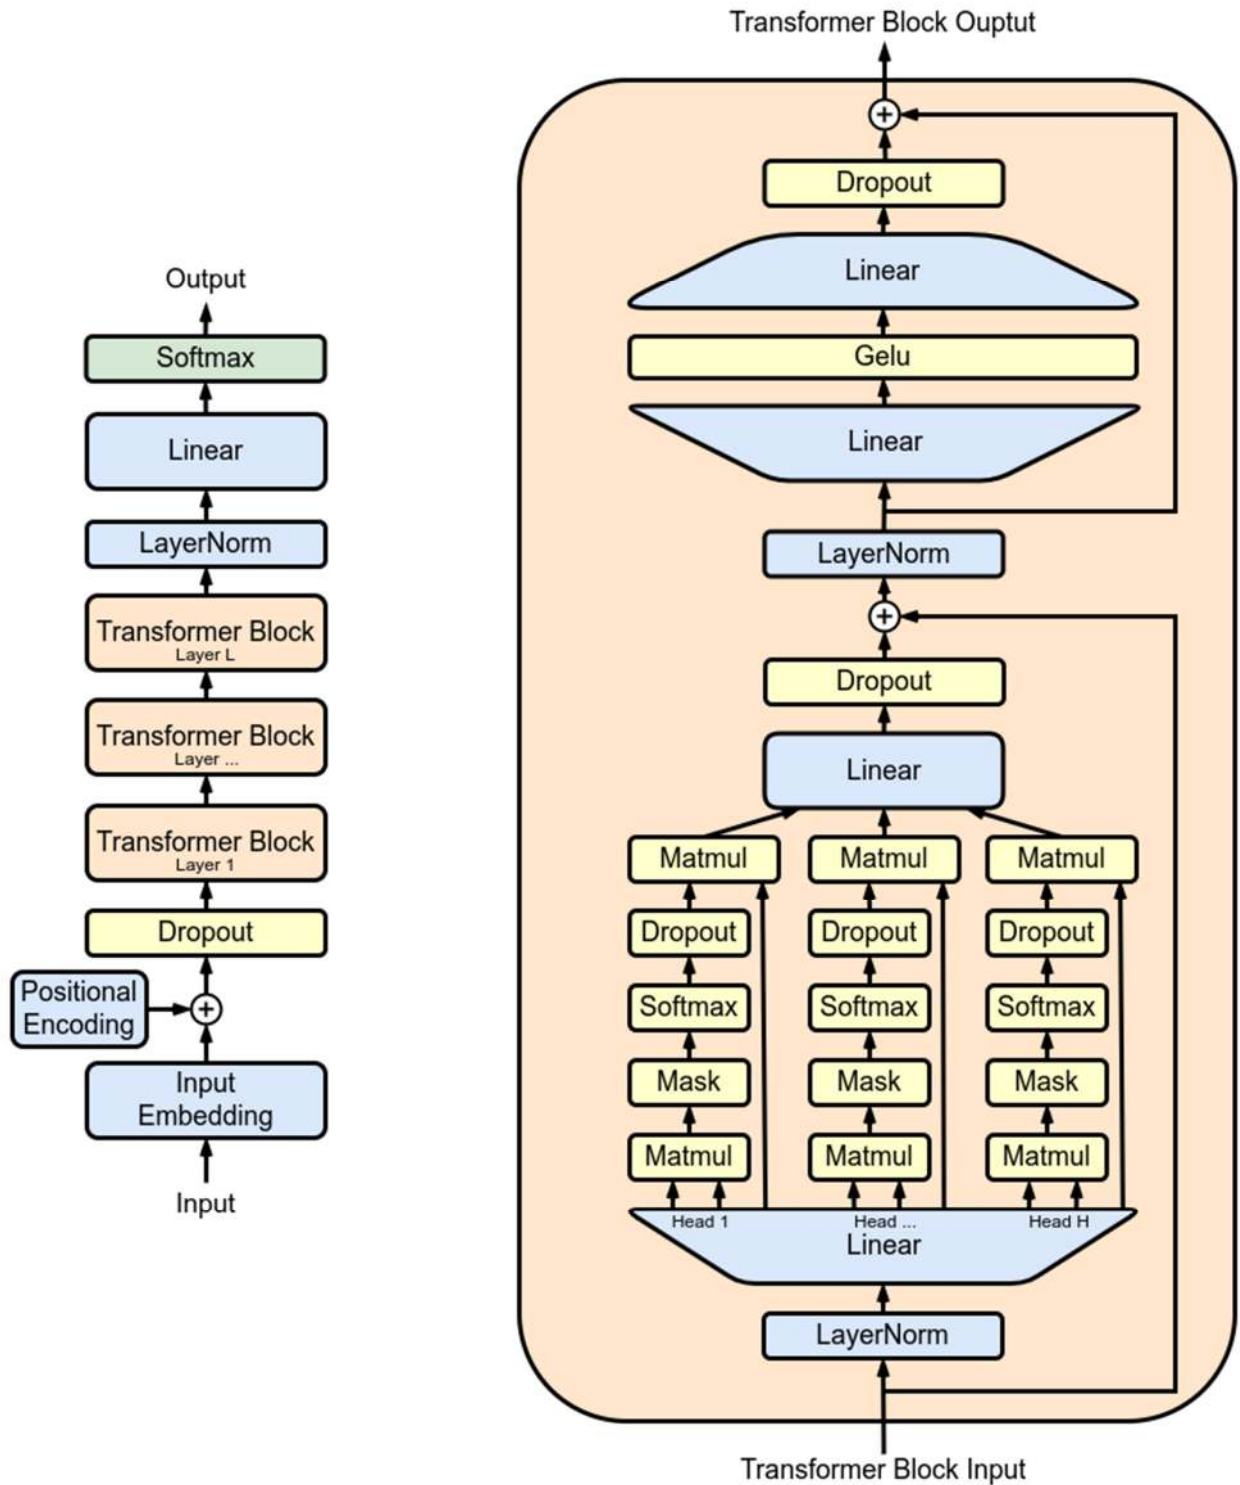 Output
Softmax
Linear
LayerNorm
Transformer Block
Layer L
Transformer Block
Layer ...
Transformer Block
Layer 1
Dropout
Positional
Encoding
+
Input
Embedding
Input
Transformer Block Ouptut
+
Dropout
Linear
Gelu
Linear
LayerNorm
+
Dropout
Linear
Matmul Matmul Matmul
Dropout Dropout Dropout
Softmax Softmax Softmax
Mask Mask Mask
Matmul Matmul Matmul
Head 1 Head ... Head H
Linear
LayerNorm
Transformer Block Input